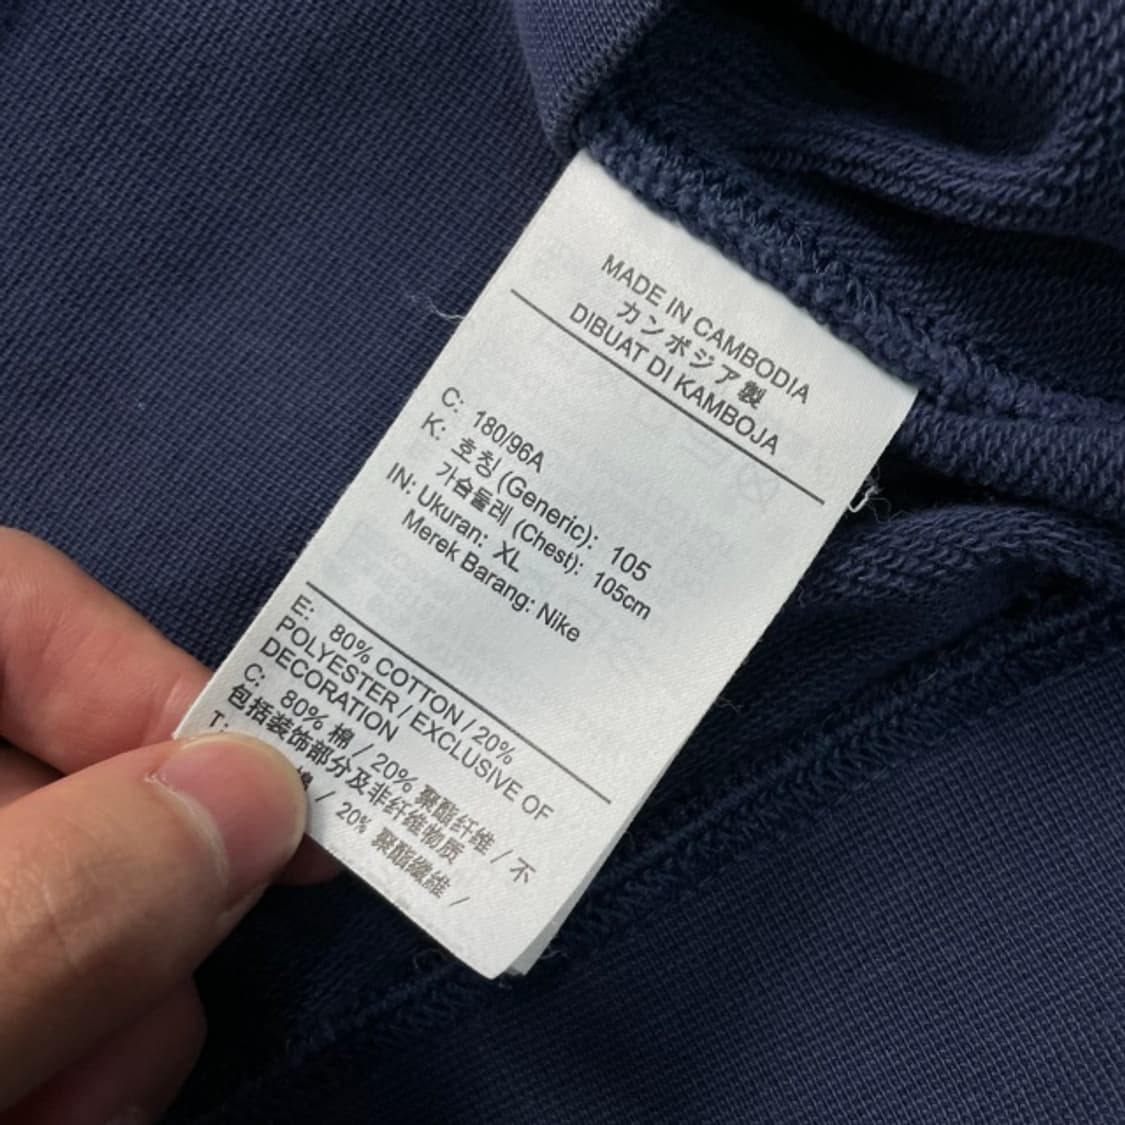 MADE IN CAMBODIA
カンボジア製
DIBUAT DI KAMBOJA
C: 180/96A
K: 호칭 (Generic): 105
가슴둘레 (Chest): 105cm
IN: Ukuran: XL
Merek Barang: Nike
E: 80% COTTON / 20%
POLYESTER / EXCLUSIVE OF
DECORATION
C: 80% 棉 / 20% 聚酯纤维 / 不
包括装饰部分及非纤维物质
T: 棉 / 20% 聚酯纖維 /